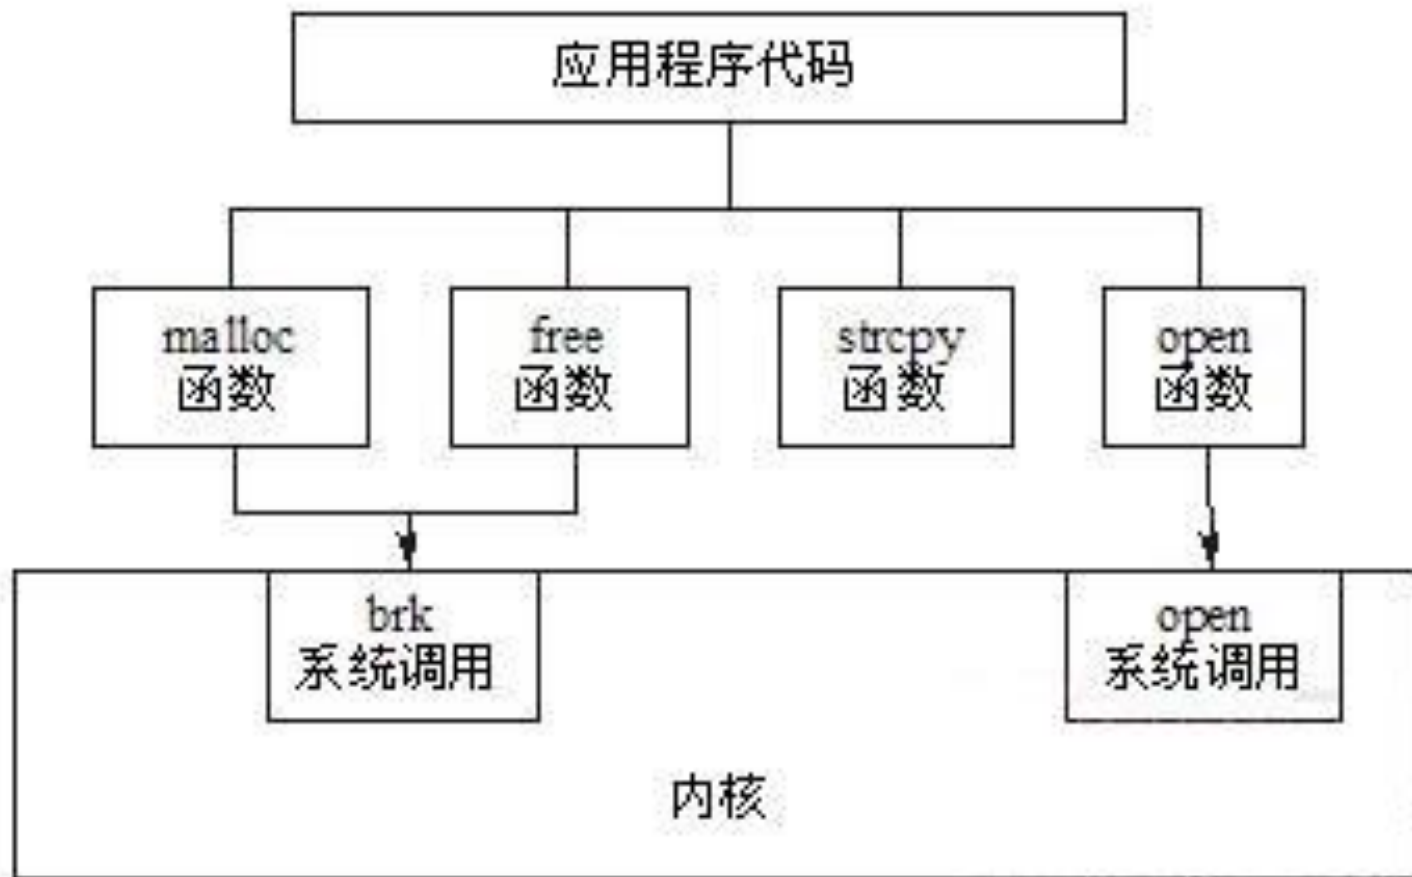 应用程序代码
malloc
函数
free
函数
strcpy
函数
open
函数
brk
系统调用
open
系统调用
内核